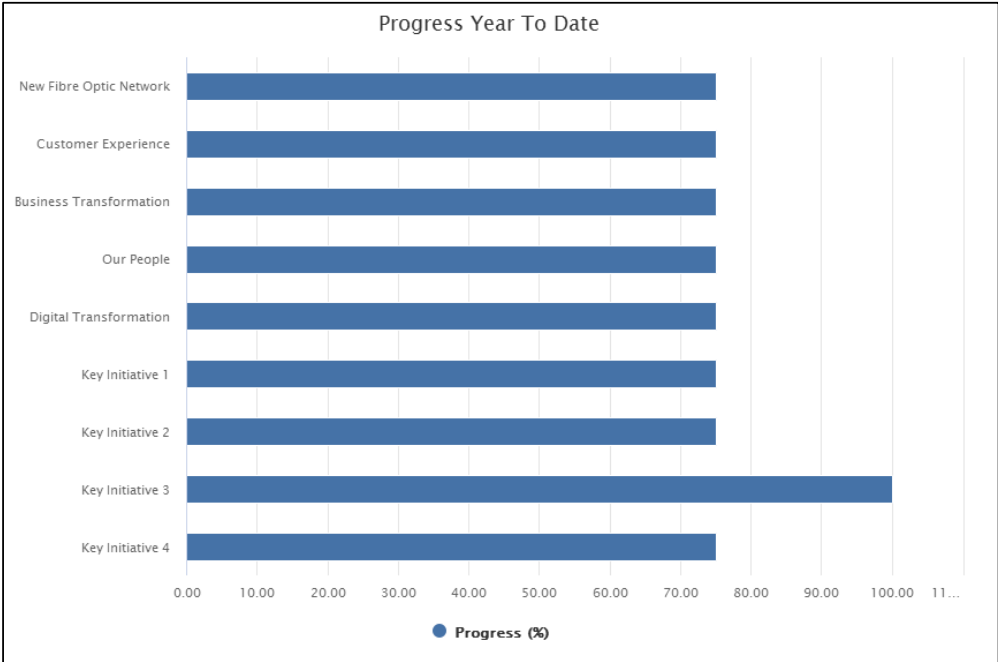 Progress Year To Date
New Fibre Optic Network
Customer Experience
Business Transformation
Our People
Digital Transformation
Key Initiative 1
Key Initiative 2
Key Initiative 3
Key Initiative 4
0.00 10.00 20.00 30.00 40.00 50.00 60.00 70.00 80.00 90.00 100.00 11...
Progress (%)